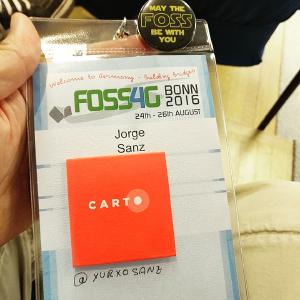 MAY THE
FOSS
BE WITH
YOU
Welcome to Germany - Building Bridges
FOSS4G BONN
2016
24th - 26th AUGUST
Jorge
Sanz
CARTO
@YURXOSANZ